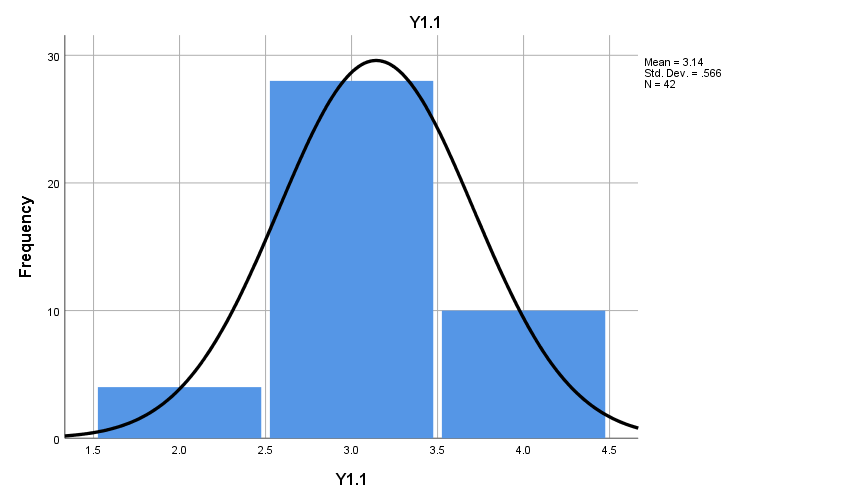 Y1.1
Mean = 3.14
Std. Dev. = .566
N = 42
Frequency
30
20
10
0
1.5 2.0 2.5 3.0 3.5 4.0 4.5
Y1.1